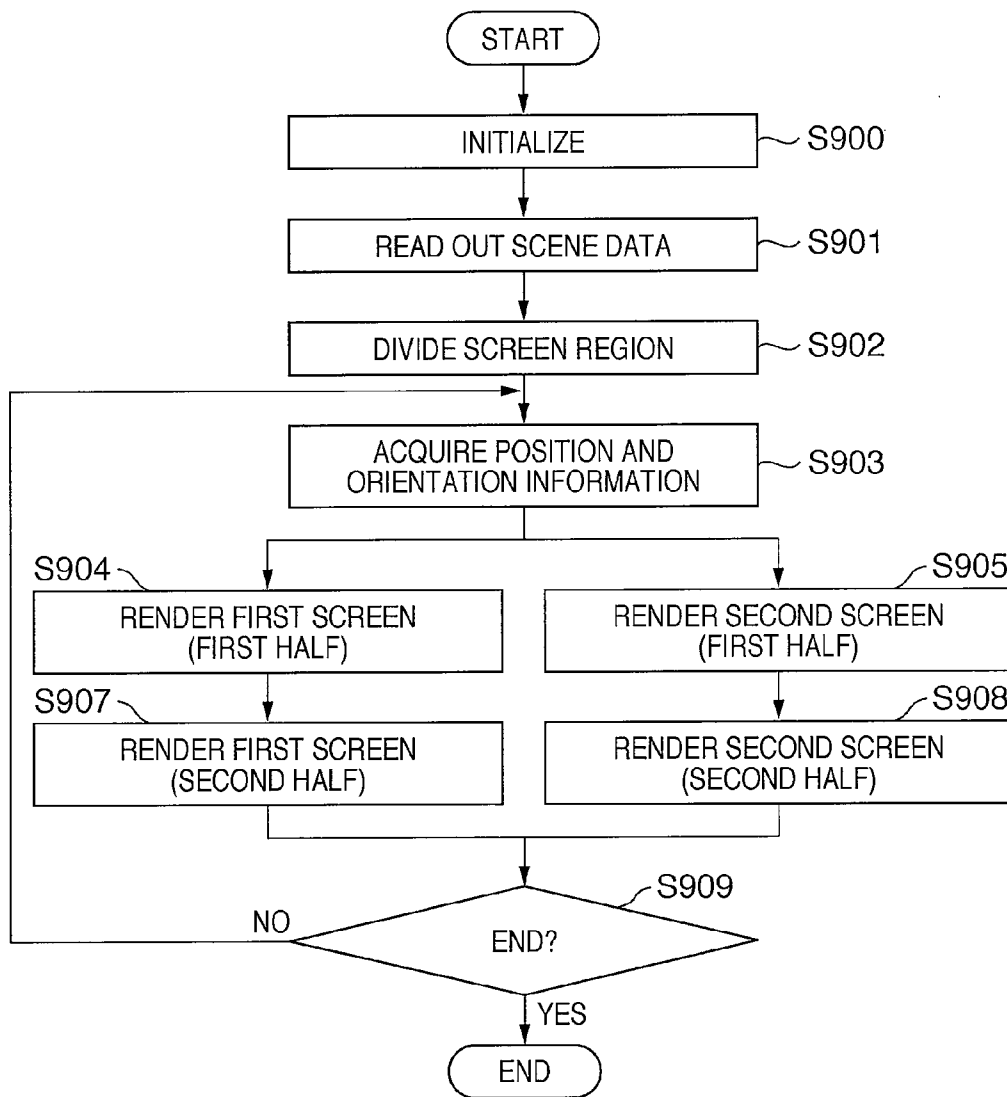 START
INITIALIZE
S900
READ OUT SCENE DATA
S901
DIVIDE SCREEN REGION
S902
ACQUIRE POSITION AND
ORIENTATION INFORMATION
S903
S904
RENDER FIRST SCREEN
(FIRST HALF)
S905
RENDER SECOND SCREEN
(FIRST HALF)
S907
RENDER FIRST SCREEN
(SECOND HALF)
S908
RENDER SECOND SCREEN
(SECOND HALF)
S909
END?
NO
YES
END